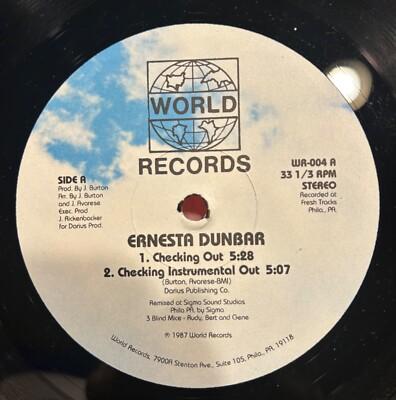 WORLD
RECORDS
SIDE A
Prod. By J. Burton
Arr. By J. Burton
and J. Avarese
Exec. Prod
J. Rickenbacker
for Darius Prod.
WR-004 A
33 1/3 RPM
STEREO
Recorded at
Fresh Tracks
Phila., PA.
ERNESTA DUNBAR
1. Checking Out 5:28
2. Checking Instrumental Out 5:07
(Burton, Avarese-BMI)
Darius Publishing Co.
Remixed at Sigma Sound Studios
Phila PA. by Sigma
3 Blind Mice - Rudy, Bert and Gene
℗ 1987 World Records
World Records, 7900A Stenton Ave., Suite 105, Phila., PA. 19118